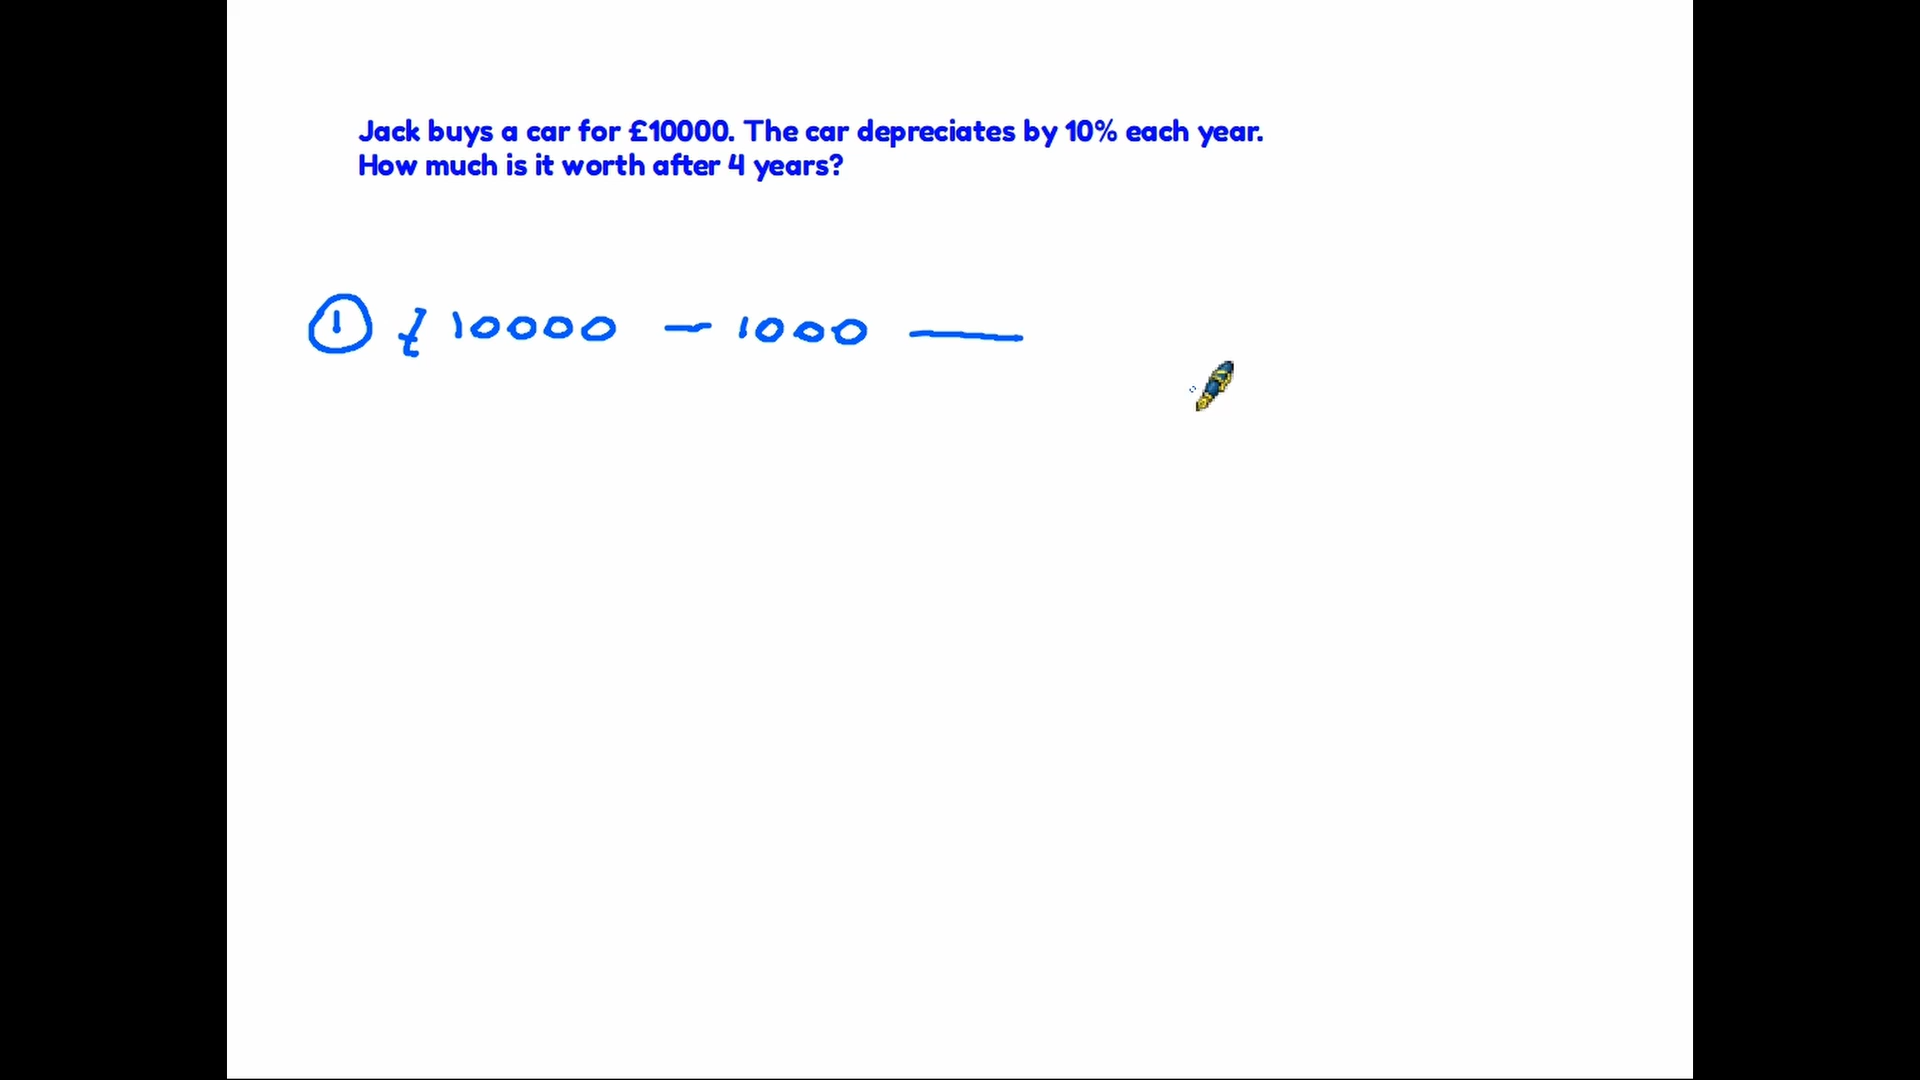 Jack buys a car for £10000. The car depreciates by 10% each year.
How much is it worth after 4 years?
① £10000 — 1000 —